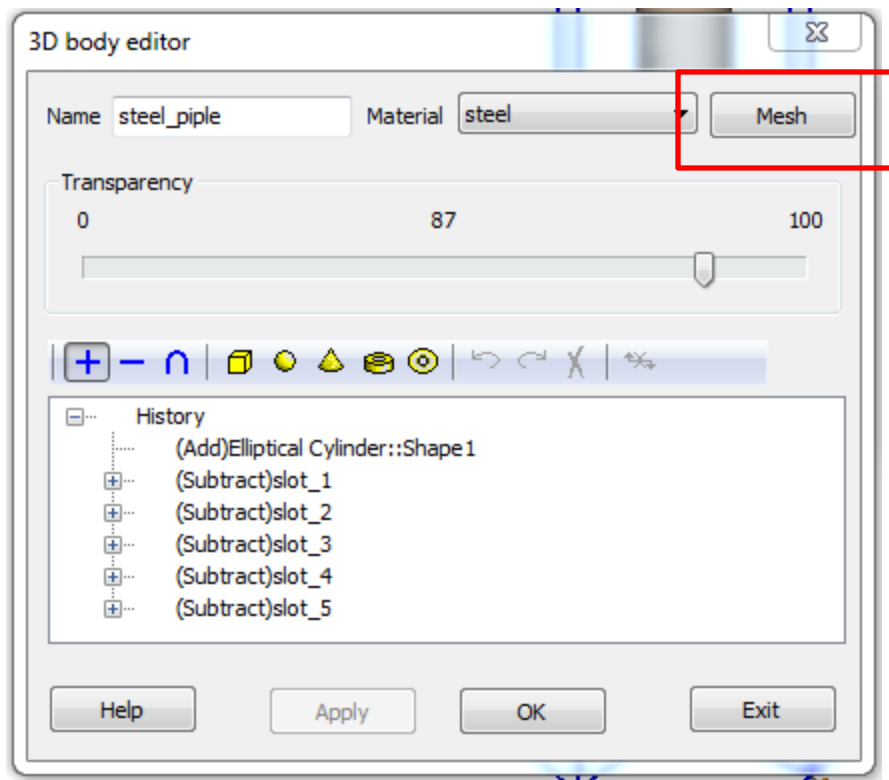 3D body editor
Name steel_piple Material steel Mesh
Transparency
0 87 100
History
(Add)Elliptical Cylinder::Shape1
(Subtract)slot_1
(Subtract)slot_2
(Subtract)slot_3
(Subtract)slot_4
(Subtract)slot_5
Help Apply OK Exit